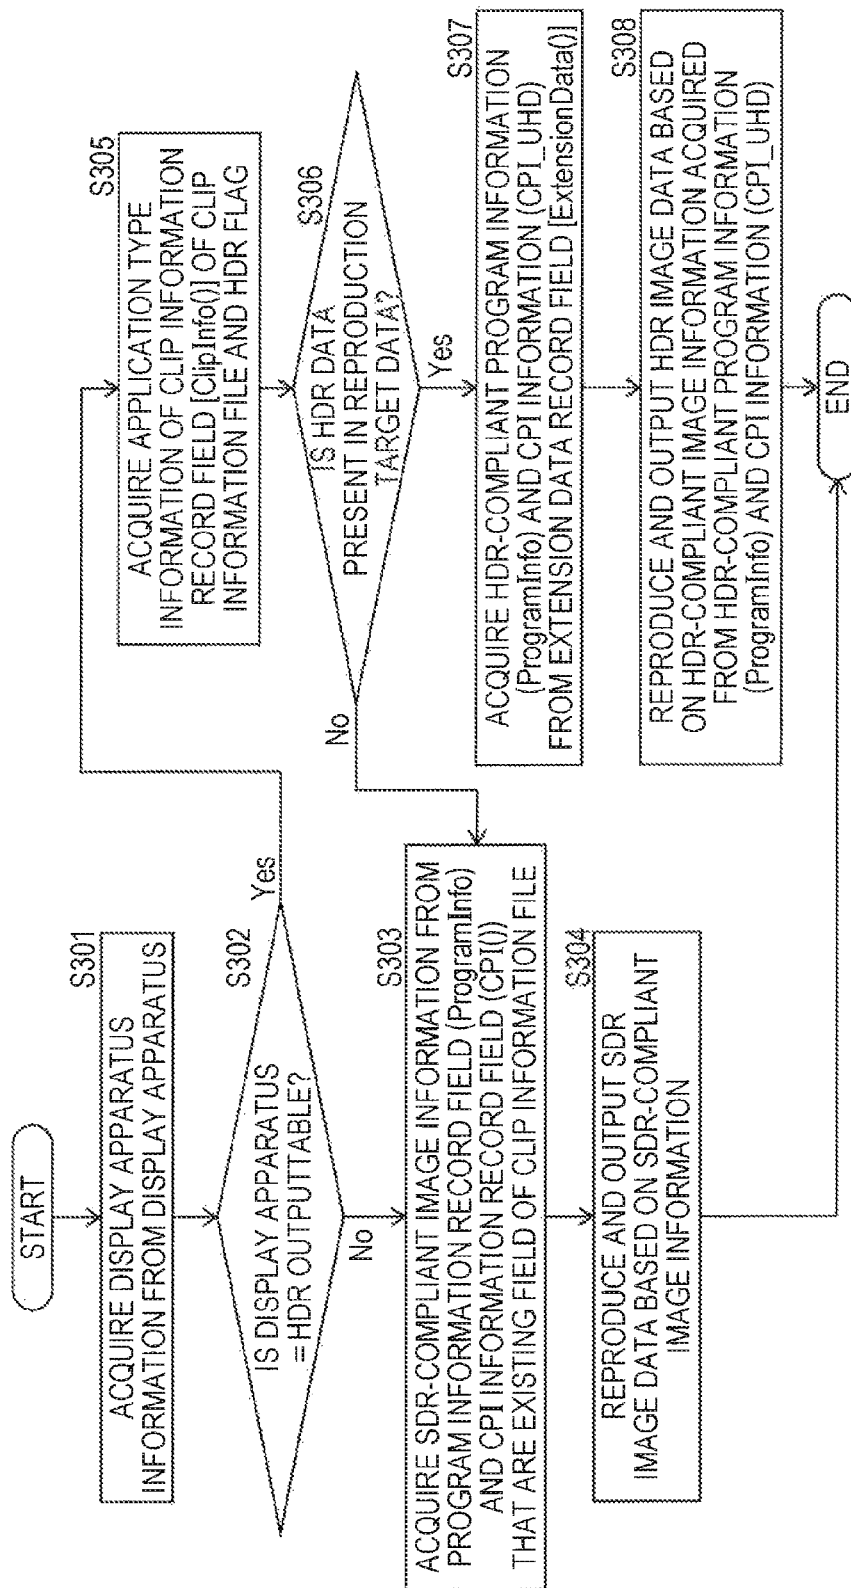 START
S301
ACQUIRE DISPLAY APPARATUS
INFORMATION FROM DISPLAY APPARATUS
S302
IS DISPLAY APPARATUS
= HDR OUTPUTTABLE?
Yes
No
S303
ACQUIRE SDR-COMPLIANT IMAGE INFORMATION FROM
PROGRAM INFORMATION RECORD FIELD (ProgramInfo)
AND CPI INFORMATION RECORD FIELD (CPI())
THAT ARE EXISTING FIELD OF CLIP INFORMATION FILE
S304
REPRODUCE AND OUTPUT SDR
IMAGE DATA BASED ON SDR-COMPLIANT
IMAGE INFORMATION
S305
ACQUIRE APPLICATION TYPE
INFORMATION OF CLIP INFORMATION
RECORD FIELD [ClipInfo()] OF CLIP
INFORMATION FILE AND HDR FLAG
S306
IS HDR DATA
PRESENT IN REPRODUCTION
TARGET DATA?
No
Yes
S307
ACQUIRE HDR-COMPLIANT PROGRAM INFORMATION
(ProgramInfo) AND CPI INFORMATION (CPI_UHD)
FROM EXTENSION DATA RECORD FIELD [ExtensionData()]
S308
REPRODUCE AND OUTPUT HDR IMAGE DATA BASED
ON HDR-COMPLIANT IMAGE INFORMATION ACQUIRED
FROM HDR-COMPLIANT PROGRAM INFORMATION
(ProgramInfo) AND CPI INFORMATION (CPI_UHD)
END